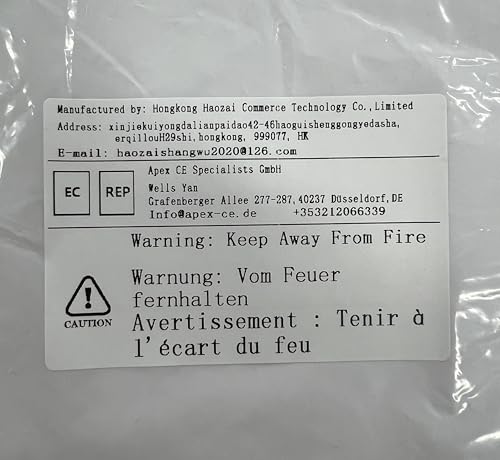 Manufactured by: Hongkong Haozai Commerce Technology Co.,Limited
Address: xinjiekuiyongdalianpaidao42-46haoguishenggongyedasha,
erqillouH29shi,hongkong, 999077, HK
E-mail: haozaishangwu2020@126.com
EC REP
Apex CE Specialists GmbH
Wells Yan
Grafenberger Allee 277-287,40237 Düsseldorf,DE
Info@apex-ce.de +353212066339
Warning: Keep Away From Fire
Warnung: Vom Feuer
fernhalten
CAUTION
Avertissement : Tenir à
l'écart du feu